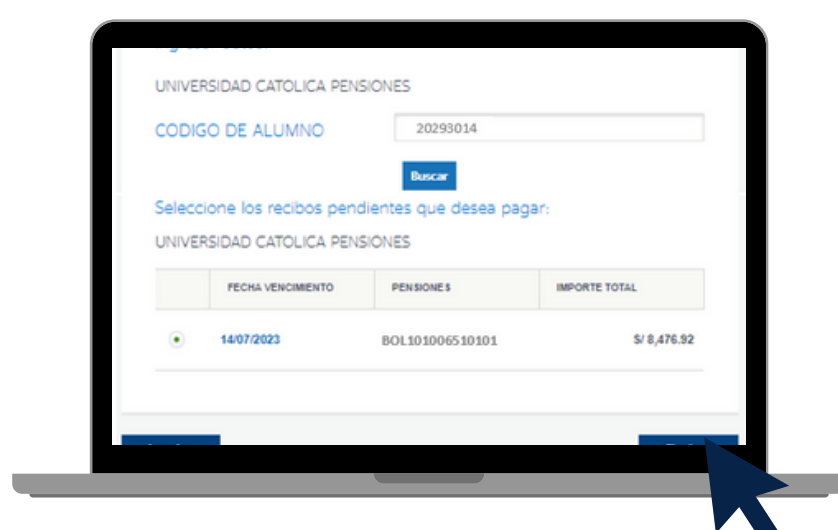 UNIVERSIDAD CATOLICA PENSIONES
CODIGO DE ALUMNO 20293014
Buscar
Seleccione los recibos pendientes que desea pagar:
UNIVERSIDAD CATOLICA PENSIONES
FECHA VENCIMIENTO PENSIONES IMPORTE TOTAL
14/07/2023 BOL101006510101 S/ 8,476.92